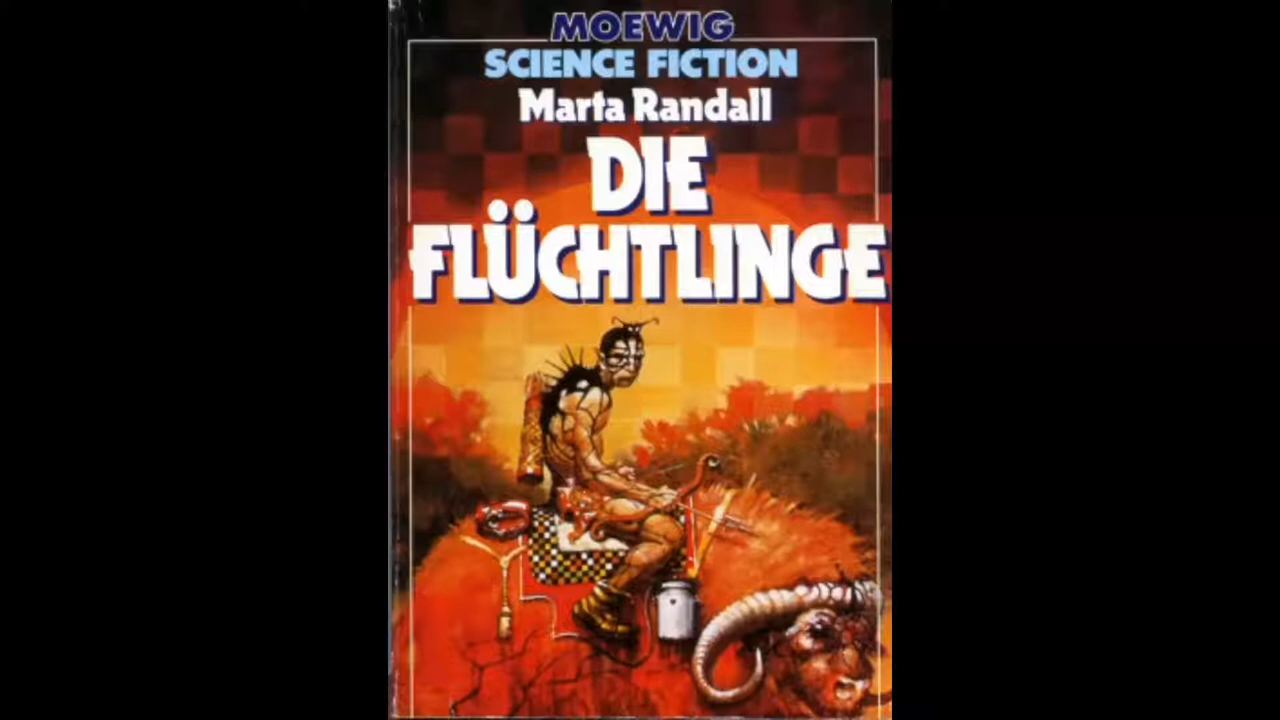 MOEWIG
SCIENCE FICTION
Marta Randall
DIE
FLÜCHTLINGE